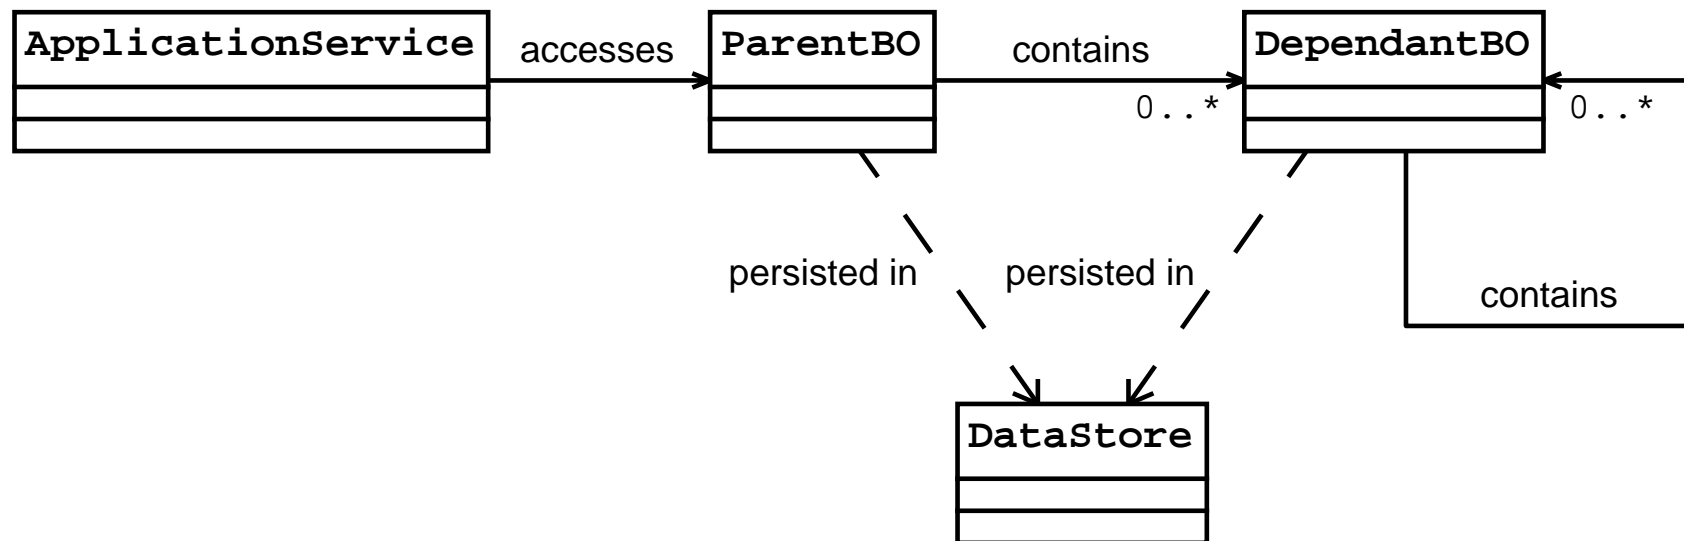 ApplicationService
accesses
ParentBO
contains
0..*
DependantBO
0..*
persisted in
persisted in
contains
DataStore